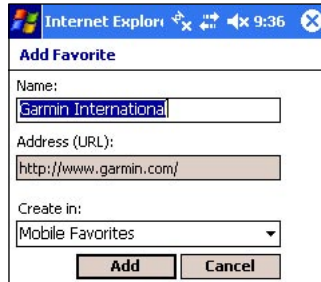 Internet Explor 9:36
Add Favorite
Name:
Garmin International
Address (URL):
http://www.garmin.com/
Create in:
Mobile Favorites
Add Cancel